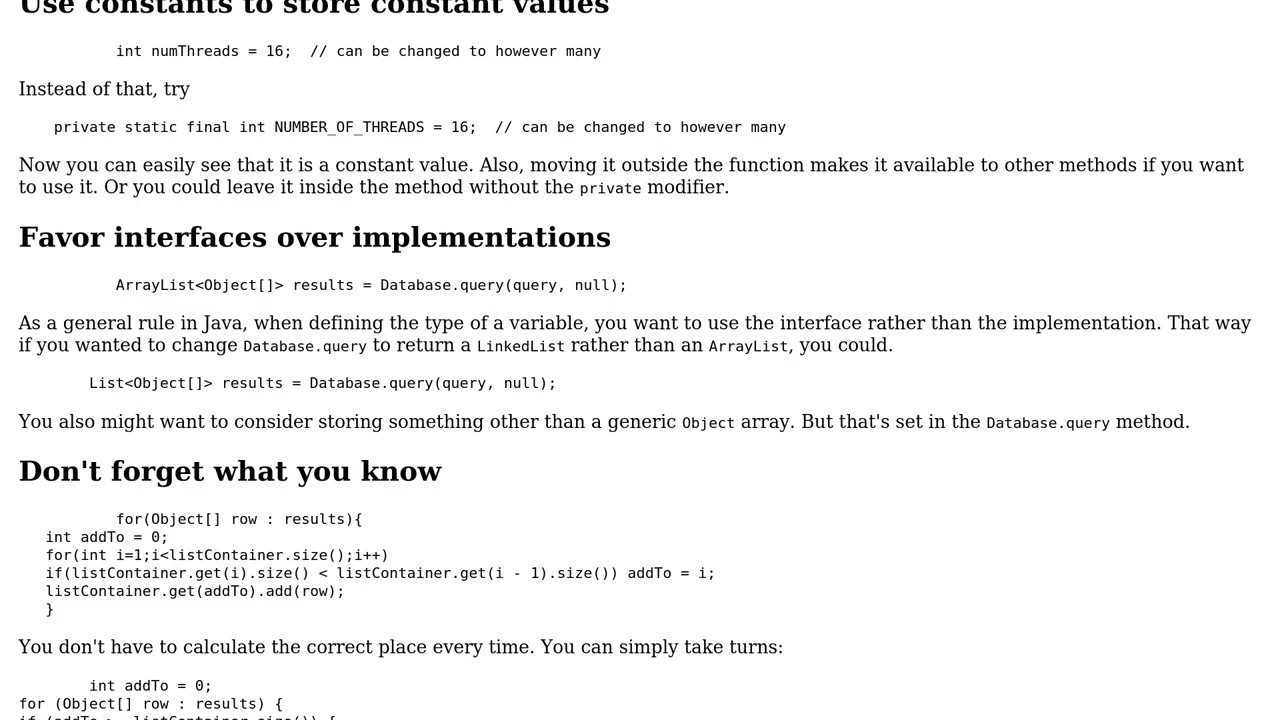 Use constants to store constant values
int numThreads = 16;  // can be changed to however many
Instead of that, try
private static final int NUMBER_OF_THREADS = 16;  // can be changed to however many
Now you can easily see that it is a constant value. Also, moving it outside the function makes it available to other methods if you want
to use it. Or you could leave it inside the method without the private modifier.
Favor interfaces over implementations
ArrayList<Object[]> results = Database.query(query, null);
As a general rule in Java, when defining the type of a variable, you want to use the interface rather than the implementation. That way
if you wanted to change Database.query to return a LinkedList rather than an ArrayList, you could.
List<Object[]> results = Database.query(query, null);
You also might want to consider storing something other than a generic Object array. But that's set in the Database.query method.
Don't forget what you know
for(Object[] row : results){
int addTo = 0;
for(int i=1;i<listContainer.size();i++)
if(listContainer.get(i).size() < listContainer.get(i - 1).size()) addTo = i;
listContainer.get(addTo).add(row);
}
You don't have to calculate the correct place every time. You can simply take turns:
int addTo = 0;
for (Object[] row : results) {